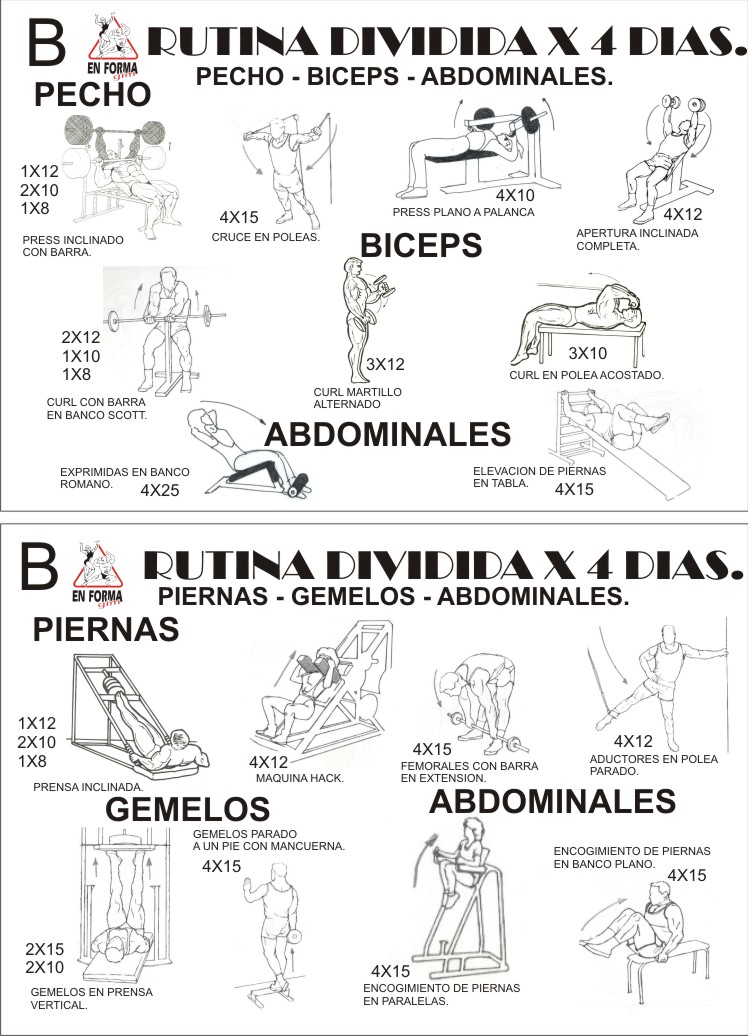 B
EN FORMA
gim
RUTINA DIVIDIDA X 4 DIAS.
PECHO - BICEPS - ABDOMINALES.
PECHO
1X12
2X10
1X8
PRESS INCLINADO
CON BARRA.
4X15
CRUCE EN POLEAS.
4X10
PRESS PLANO A PALANCA
4X12
APERTURA INCLINADA
COMPLETA.
BICEPS
2X12
1X10
1X8
CURL CON BARRA
EN BANCO SCOTT.
3X12
CURL MARTILLO
ALTERNADO
3X10
CURL EN POLEA ACOSTADO.
ABDOMINALES
EXPRIMIDAS EN BANCO
ROMANO.
4X25
ELEVACION DE PIERNAS
EN TABLA.
4X15
B
EN FORMA
gim
RUTINA DIVIDIDA X 4 DIAS.
PIERNAS - GEMELOS - ABDOMINALES.
PIERNAS
1X12
2X10
1X8
PRENSA INCLINADA.
4X12
MAQUINA HACK.
4X15
FEMORALES CON BARRA
EN EXTENSION.
4X12
ADUCTORES EN POLEA
PARADO.
GEMELOS
2X15
2X10
GEMELOS EN PRENSA
VERTICAL.
GEMELOS PARADO
A UN PIE CON MANCUERNA.
4X15
ABDOMINALES
4X15
ENCOGIMIENTO DE PIERNAS
EN PARALELAS.
ENCOGIMIENTO DE PIERNAS
EN BANCO PLANO.
4X15